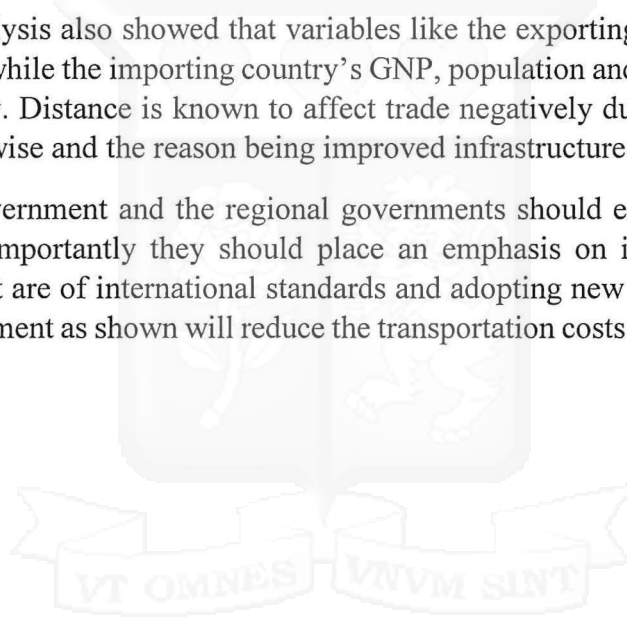 lysis also showed that variables like the exporting
while the importing country's GNP, population and
. Distance is known to affect trade negatively du
wise and the reason being improved infrastructure
vernment and the regional governments should e
mportantly they should place an emphasis on i
t are of international standards and adopting new
ment as shown will reduce the transportation costs
VT OMNES VNVM SINT